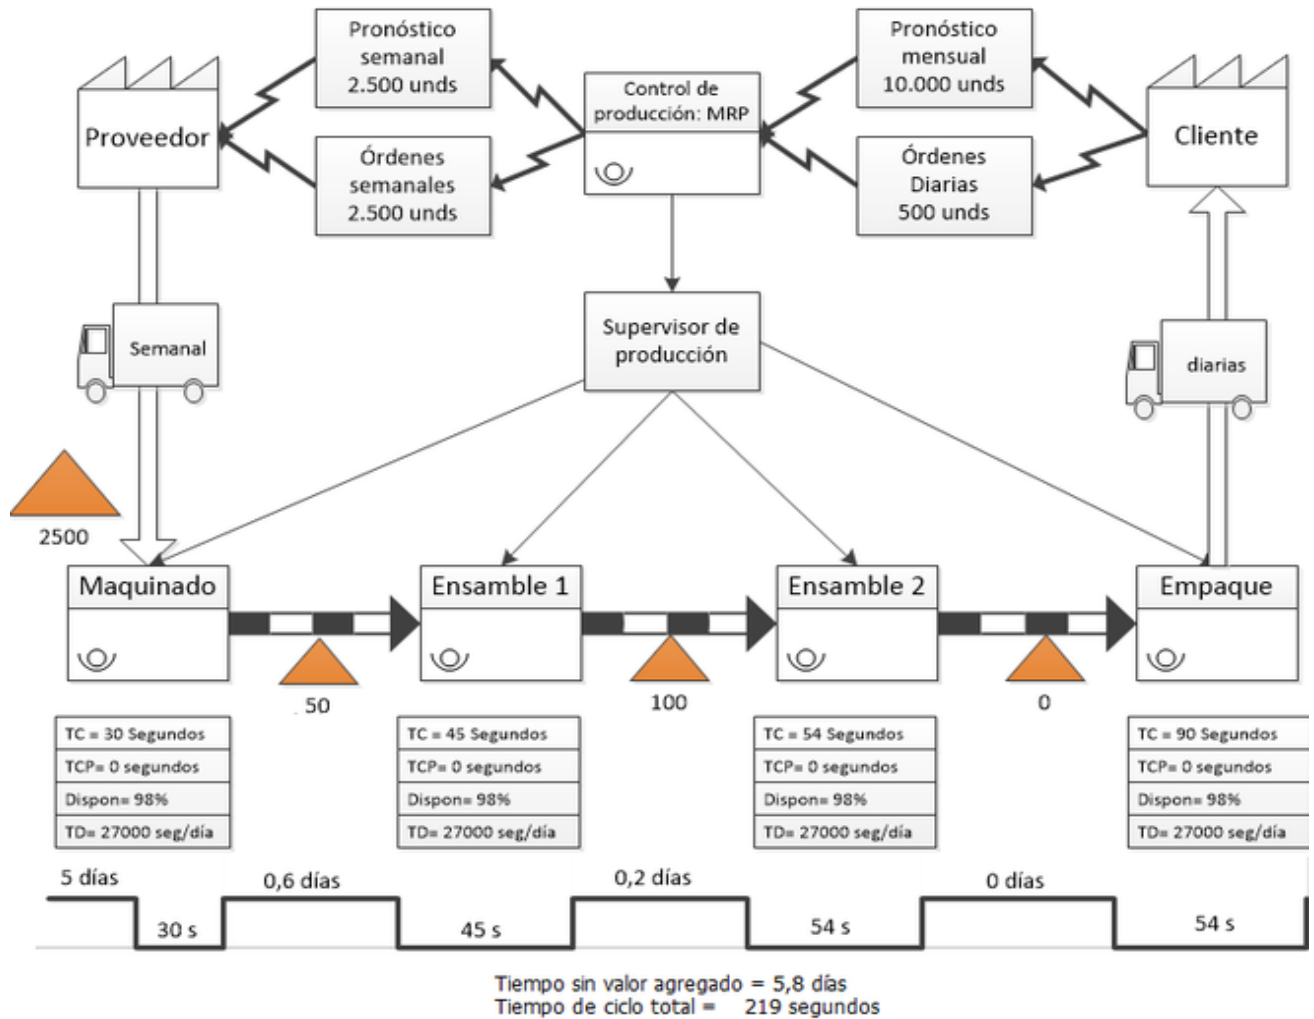 Pronóstico
semanal
2.500 unds
Pronóstico
mensual
10.000 unds
Control de
producción: MRP
Proveedor
Cliente
Órdenes
semanales
2.500 unds
Órdenes
Diarias
500 unds
Supervisor de
producción
Semanal
diarias
2500
Maquinado
Ensamble 1
Ensamble 2
Empaque
. 50
100
0
TC = 30 Segundos
TCP= 0 segundos
Dispon= 98%
TD= 27000 seg/día
TC = 45 Segundos
TCP= 0 segundos
Dispon= 98%
TD= 27000 seg/día
TC = 54 Segundos
TCP= 0 segundos
Dispon= 98%
TD= 27000 seg/día
TC = 90 Segundos
TCP= 0 segundos
Dispon= 98%
TD= 27000 seg/día
5 días
0,6 días
0,2 días
0 días
30 s
45 s
54 s
54 s
Tiempo sin valor agregado = 5,8 días
Tiempo de ciclo total = 219 segundos